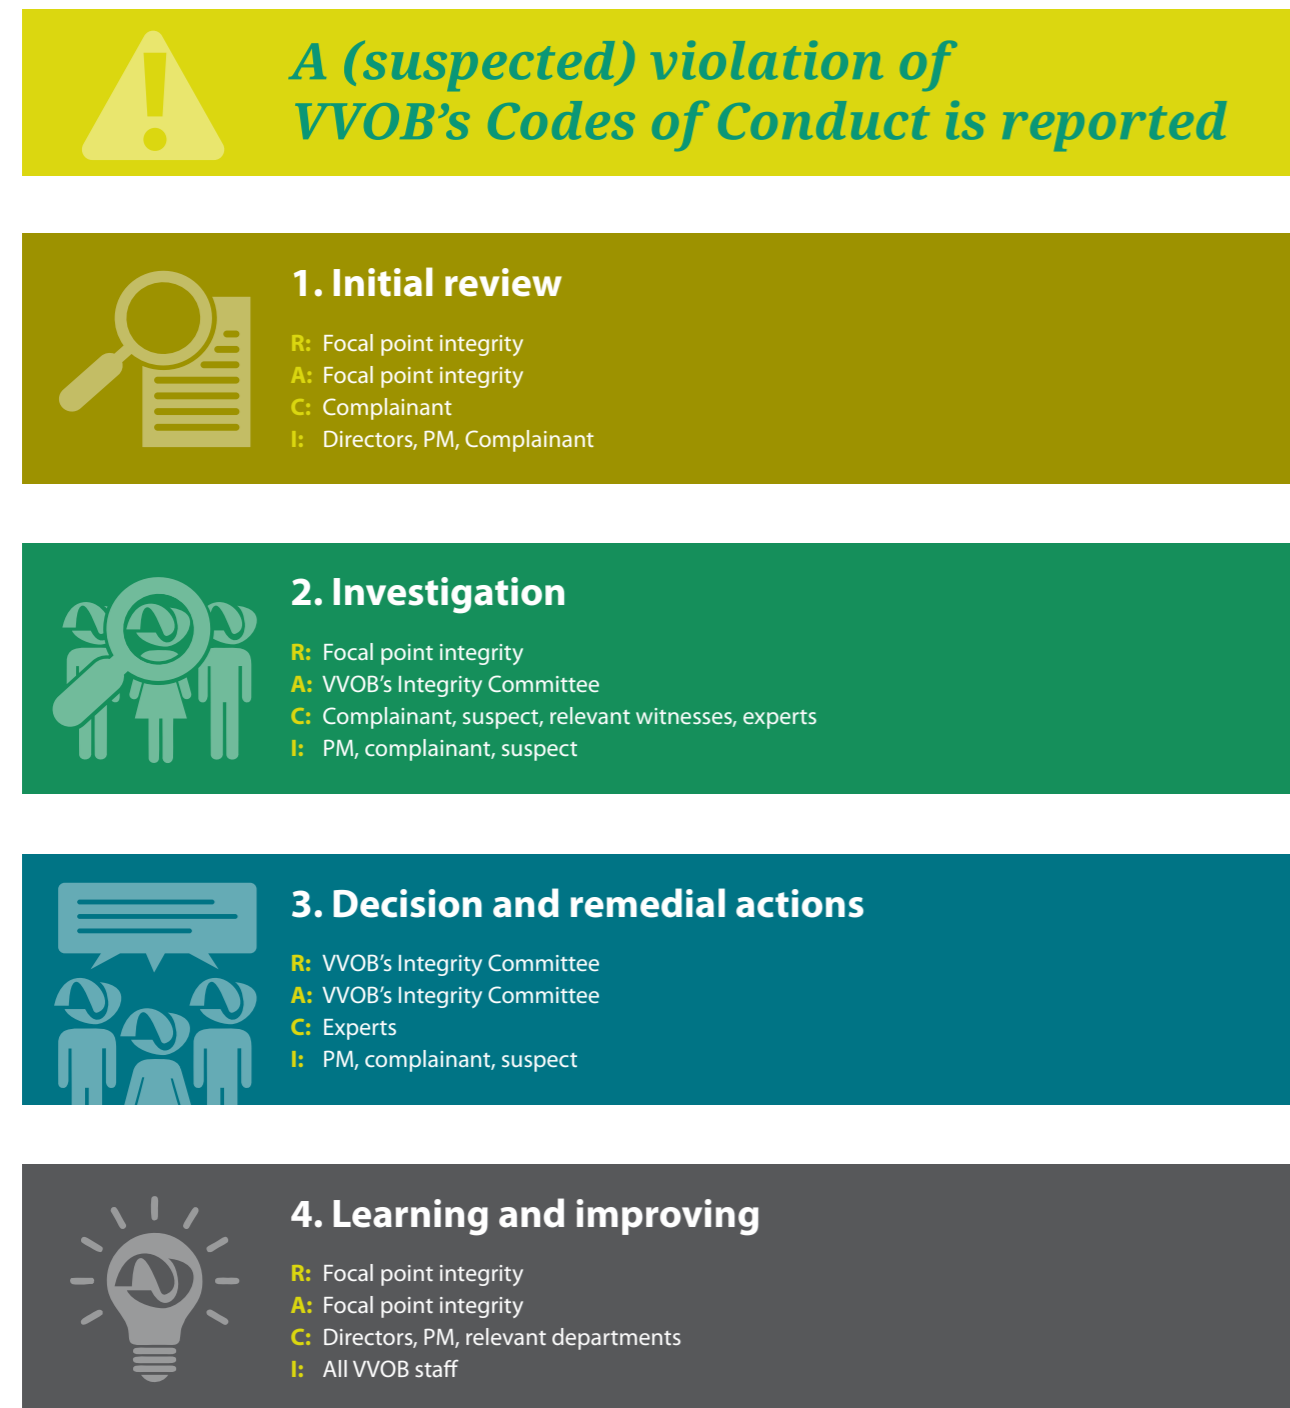 A (suspected) violation of
VVOB’s Codes of Conduct is reported
1. Initial review
R: Focal point integrity
A: Focal point integrity
C: Complainant
I: Directors, PM, Complainant
2. Investigation
R: Focal point integrity
A: VVOB’s Integrity Committee
C: Complainant, suspect, relevant witnesses, experts
I: PM, complainant, suspect
3. Decision and remedial actions
R: VVOB’s Integrity Committee
A: VVOB’s Integrity Committee
C: Experts
I: PM, complainant, suspect
4. Learning and improving
R: Focal point integrity
A: Focal point integrity
C: Directors, PM, relevant departments
I: All VVOB staff